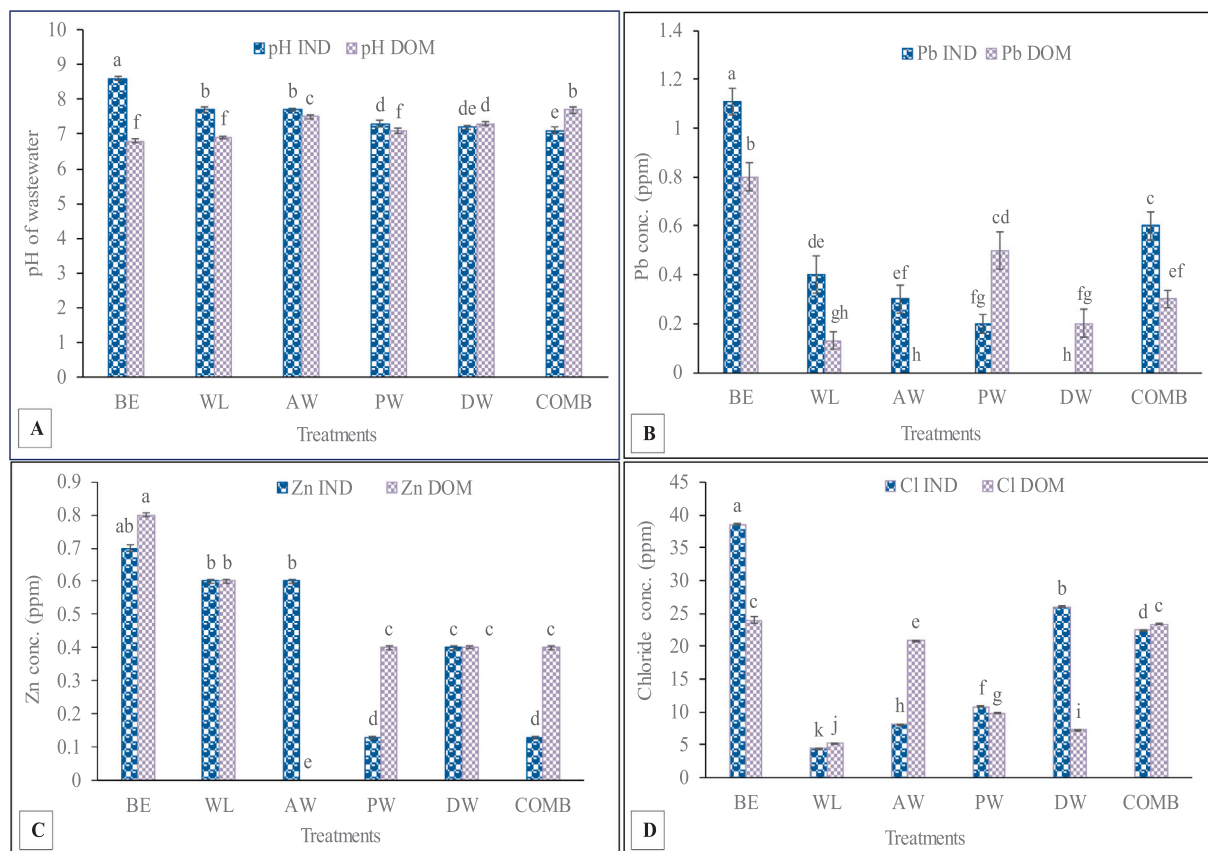 pH IND pH DOM
pH of wastewater
10
9
8
7
6
5
4
3
2
1
0
a
f
b
f
b
c
d
f
de
d
e
b
BE WL AW PW DW COMB
Treatments
A
Pb IND Pb DOM
Pb conc. (ppm)
1.4
1.2
1
0.8
0.6
0.4
0.2
0
a
b
de
gh
ef
h
fg
cd
h
fg
c
ef
BE WL AW PW DW COMB
Treatments
B
Zn IND Zn DOM
Zn conc. (ppm)
0.9
0.8
0.7
0.6
0.5
0.4
0.3
0.2
0.1
0
ab
a
b
b
b
e
d
c
c
c
d
c
BE WL AW PW DW COMB
Treatments
C
Cl IND Cl DOM
Chloride conc. (ppm)
45
40
35
30
25
20
15
10
5
0
a
c
k
j
h
e
f
g
b
i
d
c
BE WL AW PW DW COMB
Treatments
D